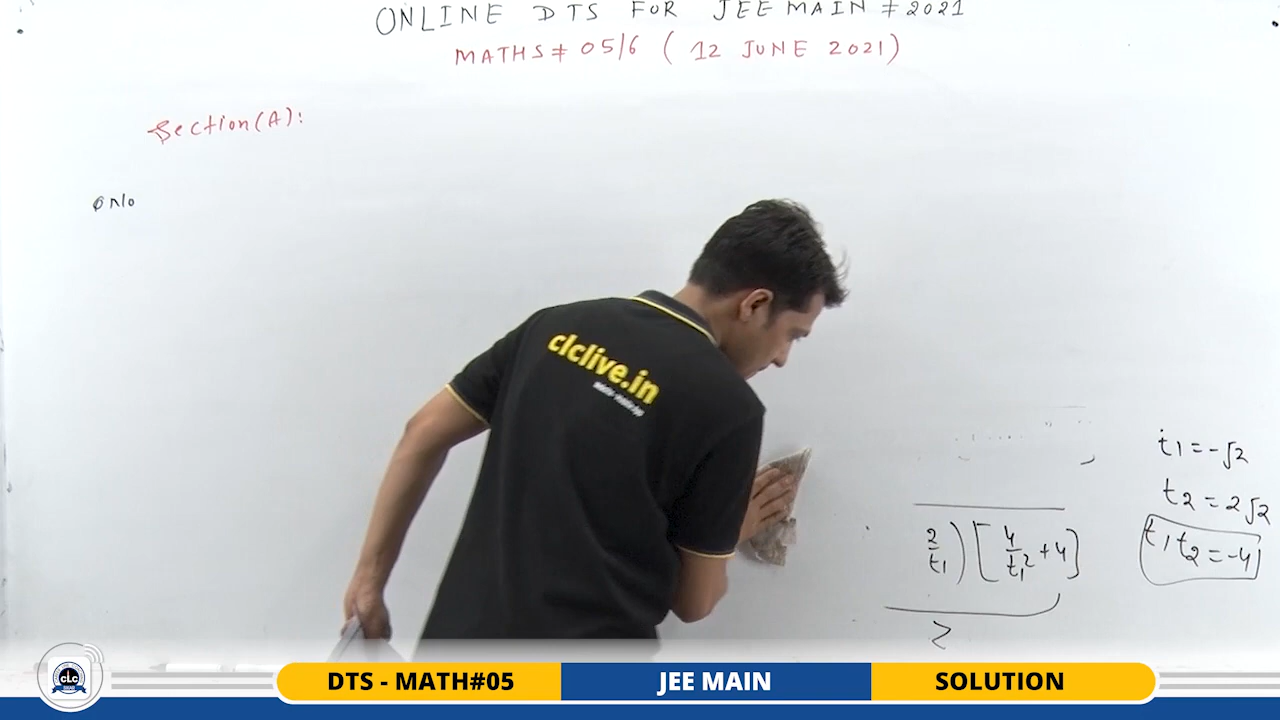 ONLINE DTS FOR JEE MAIN # 2021
MATHS # 05/6 ( 12 JUNE 2021)
Section(A):
clclive.in
t1 = -√2
t2 = 2√2
t1 t2 = -4
2/t1) [4/t1² + 4]
2
CLC
DTS - MATH#05
JEE MAIN
SOLUTION